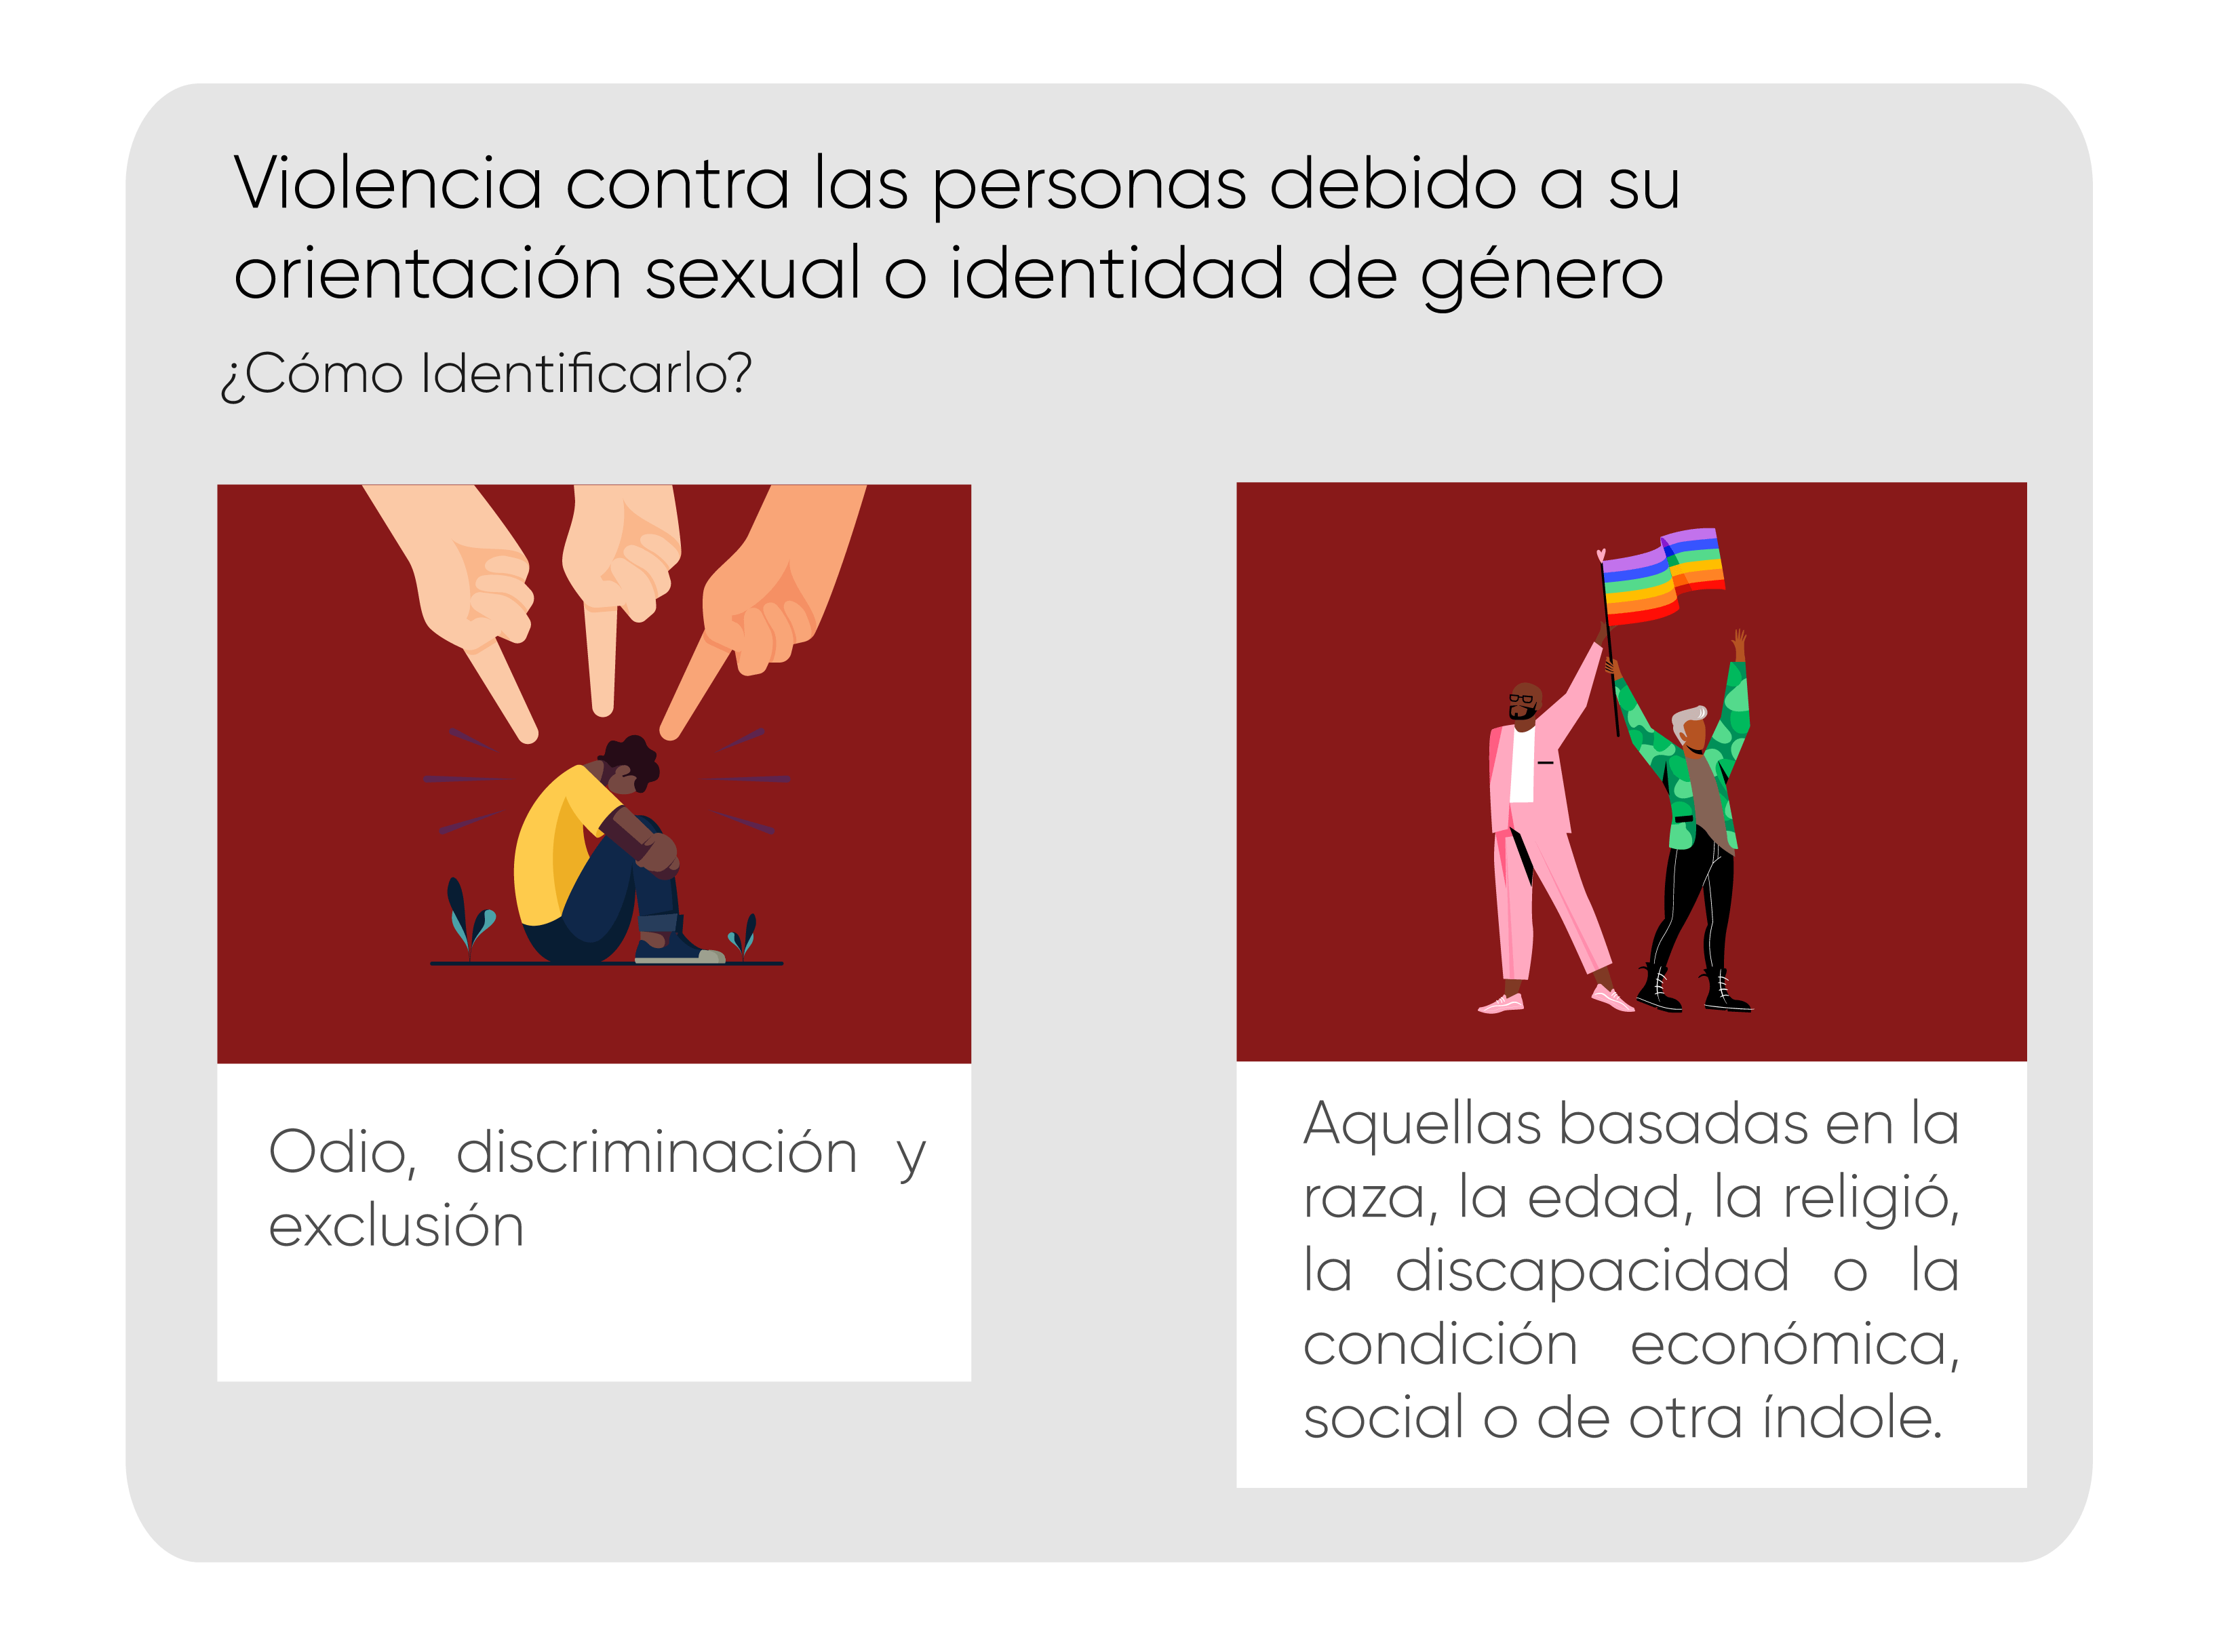 Violencia contra las personas debido a su
orientación sexual o identidad de género
¿Cómo Identificarlo?
Odio, discriminación y
exclusión
Aquellas basadas en la
raza, la edad, la religió,
la discapacidad o la
condición económica,
social o de otra índole.